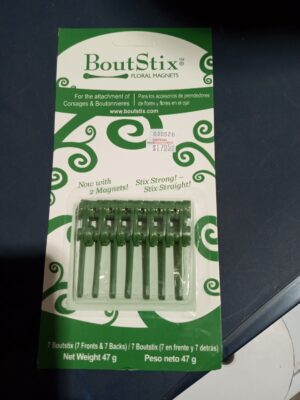 BoutStix™®
FLORAL MAGNETS
For the attachment of
Corsages & Boutonnieres
Para los accesorios de prendedores
de flores y flores en el ojal
www.boutstix.com
030526
Now with
2 Magnets!
Stix Strong! –
Stix Straight!
7 Boutstix (7 Fronts & 7 Backs) / 7 Boutstix (7 en frente y 7 detrás)
Net Weight 47 g
Peso neto 47 g